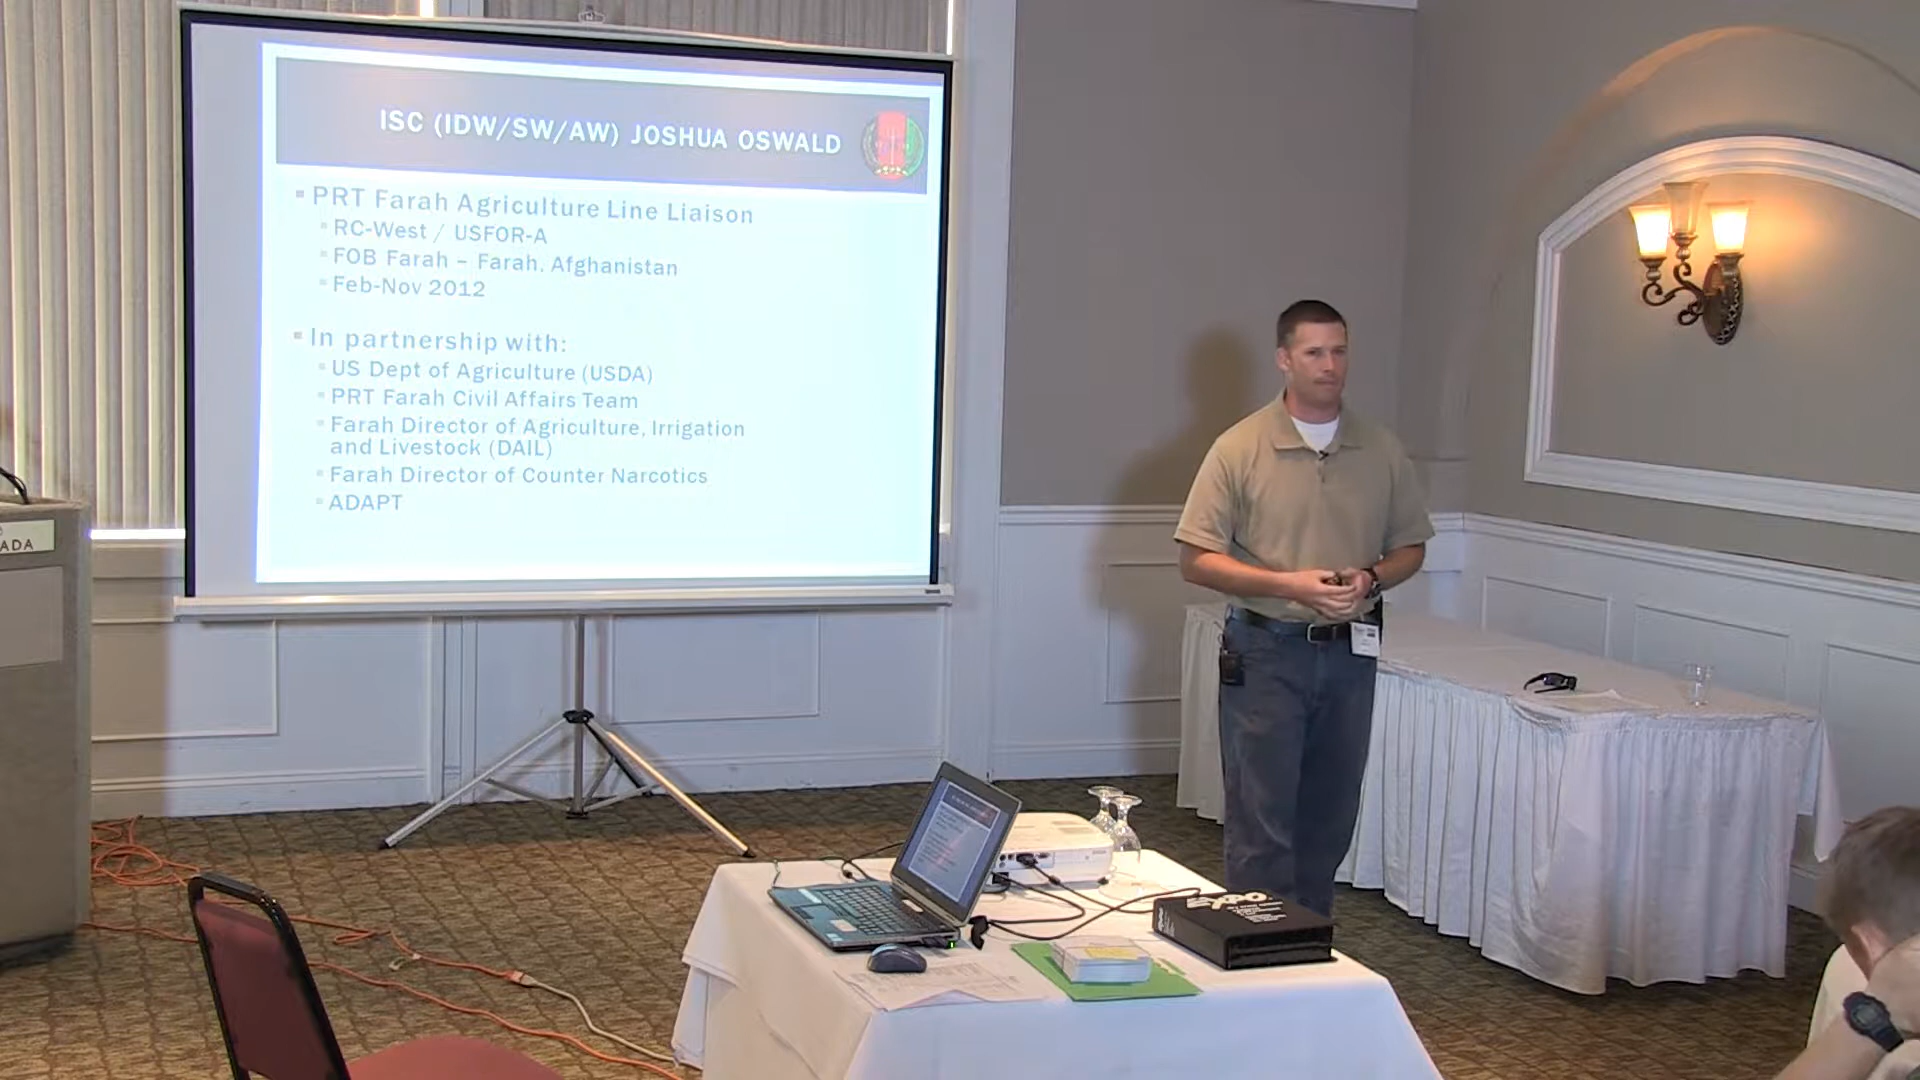 ISC (IDW/SW/AW) JOSHUA OSWALD
PRT Farah Agriculture Line Liaison
RC-West / USFOR-A
FOB Farah – Farah, Afghanistan
Feb-Nov 2012
In partnership with:
US Dept of Agriculture (USDA)
PRT Farah Civil Affairs Team
Farah Director of Agriculture, Irrigation
and Livestock (DAIL)
Farah Director of Counter Narcotics
ADAPT
ADA
EXPO